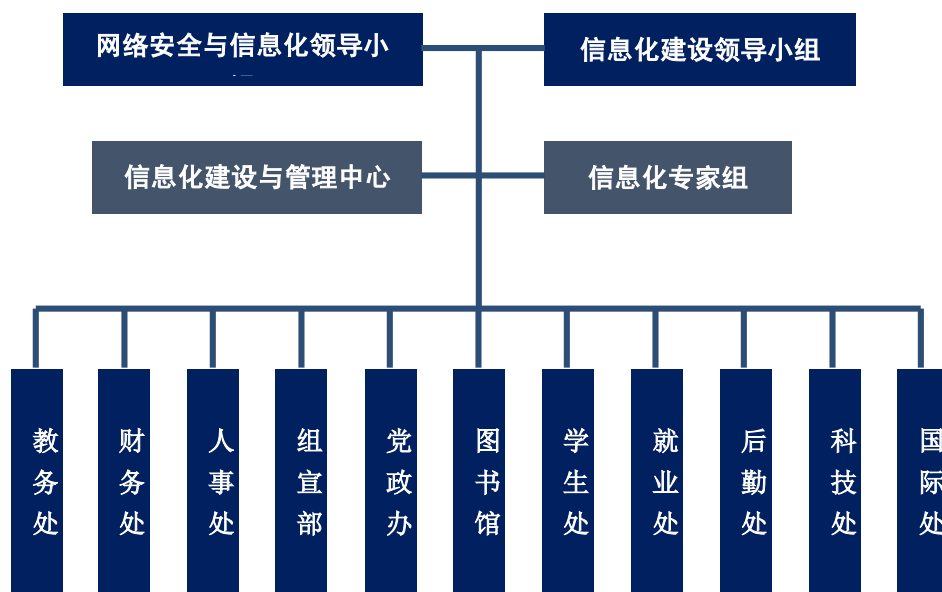 网络安全与信息化领导小
信息化建设领导小组
信息化建设与管理中心
信息化专家组
教务处
财务处
人事处
组宣部
党政办
图书馆
学生处
就业处
后勤处
科技处
国际处